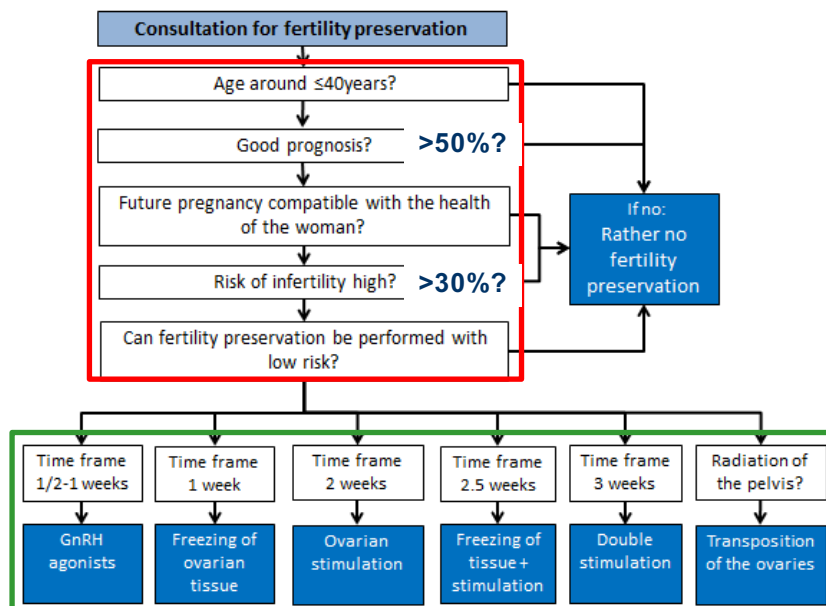 Consultation for fertility preservation
Age around ≤40years?
Good prognosis? >50%?
Future pregnancy compatible with the health
of the woman?
Risk of infertility high? >30%?
Can fertility preservation be performed with
low risk?
If no:
Rather no
fertility
preservation
Time frame
1/2-1 weeks
Time frame
1 week
Time frame
2 weeks
Time frame
2.5 weeks
Time frame
3 weeks
Radiation of
the pelvis?
GnRH
agonists
Freezing of
ovarian
tissue
Ovarian
stimulation
Freezing of
tissue +
stimulation
Double
stimulation
Transposition
of the ovaries